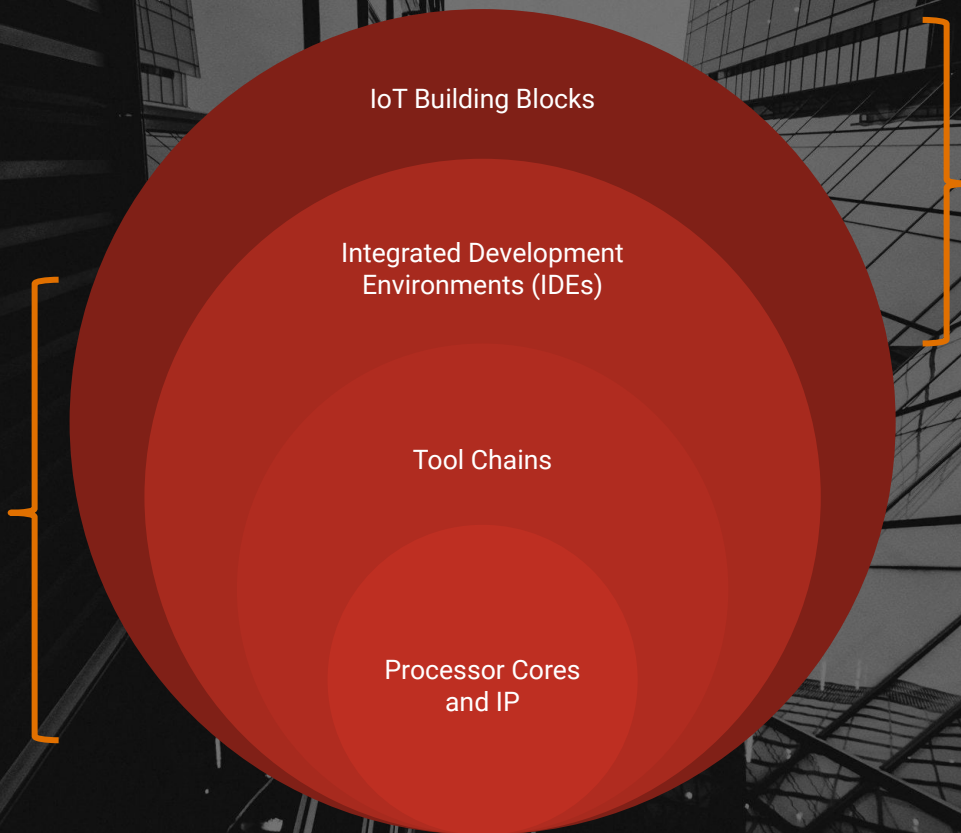 IoT Building Blocks
Integrated Development
Environments (IDEs)
Tool Chains
Processor Cores
and IP